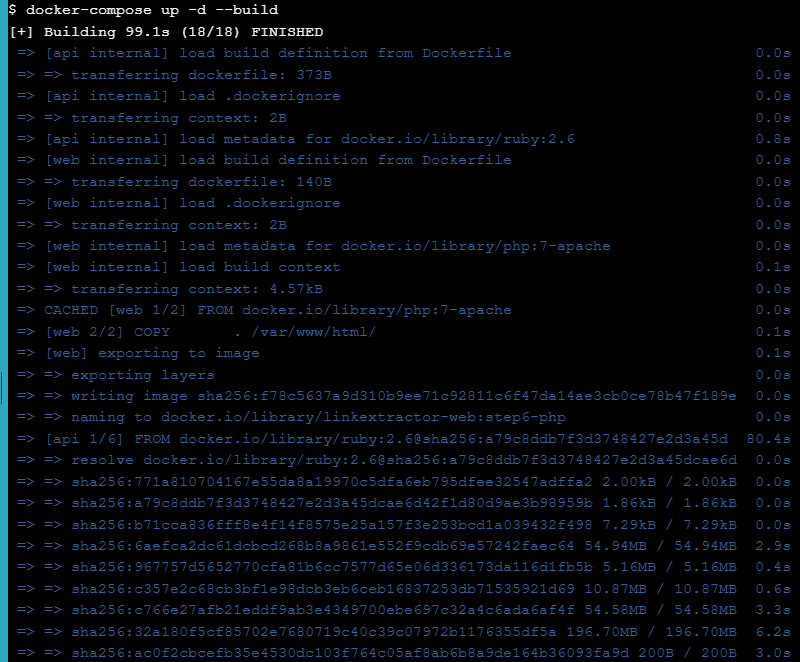 $ docker-compose up -d --build
[+] Building 99.1s (18/18) FINISHED
=> [api internal] load build definition from Dockerfile 0.0s
=> => transferring dockerfile: 373B 0.0s
=> [api internal] load .dockerignore 0.0s
=> => transferring context: 2B 0.0s
=> [api internal] load metadata for docker.io/library/ruby:2.6 0.8s
=> [web internal] load build definition from Dockerfile 0.0s
=> => transferring dockerfile: 140B 0.0s
=> [web internal] load .dockerignore 0.0s
=> => transferring context: 2B 0.0s
=> [web internal] load metadata for docker.io/library/php:7-apache 0.0s
=> [web internal] load build context 0.1s
=> => transferring context: 4.57kB 0.0s
=> CACHED [web 1/2] FROM docker.io/library/php:7-apache 0.0s
=> [web 2/2] COPY . /var/www/html/ 0.1s
=> [web] exporting to image 0.1s
=> => exporting layers 0.0s
=> => writing image sha256:f78c5637a9d310b9ee71c92811c6f47da14ae3cb0ce78b47f189e 0.0s
=> => naming to docker.io/library/linkextractor-web:step6-php 0.0s
=> [api 1/6] FROM docker.io/library/ruby:2.6@sha256:a79c8ddb7f3d3748427e2d3a45d 80.4s
=> => resolve docker.io/library/ruby:2.6@sha256:a79c8ddb7f3d3748427e2d3a45dcae6d 0.0s
=> => sha256:771a810704167e55da8a19970c5dfa6eb795dfee32547adffa2 2.00kB / 2.00kB 0.0s
=> => sha256:a79c8ddb7f3d3748427e2d3a45dcae6d42f1d80d9ae3b98959b 1.86kB / 1.86kB 0.0s
=> => sha256:b71cca836fff8e4f14f8575e25a157f3e253bcd1a039432f498 7.29kB / 7.29kB 0.0s
=> => sha256:6aefca2dc61dcbcd268b8a9861e552f9cdb69e57242faec64 54.94MB / 54.94MB 2.9s
=> => sha256:967757d5652770cfa81b6cc7577d65e06d336173da116d1fb5b 5.16MB / 5.16MB 0.4s
=> => sha256:c357e2c68cb3bf1e98dcb3eb6ceb16837253db71535921d69 10.87MB / 10.87MB 0.6s
=> => sha256:c766e27afb21eddf9ab3e4349700ebe697c32a4c6ada6af4f 54.58MB / 54.58MB 3.3s
=> => sha256:32a180f5cf85702e7680719c40c39c07972b1176355df5a 196.70MB / 196.70MB 6.2s
=> => sha256:ac0f2cbcefb35e4530dc103f764c05af8ab6b8a9de164b36093fa9d 200B / 200B 3.0s